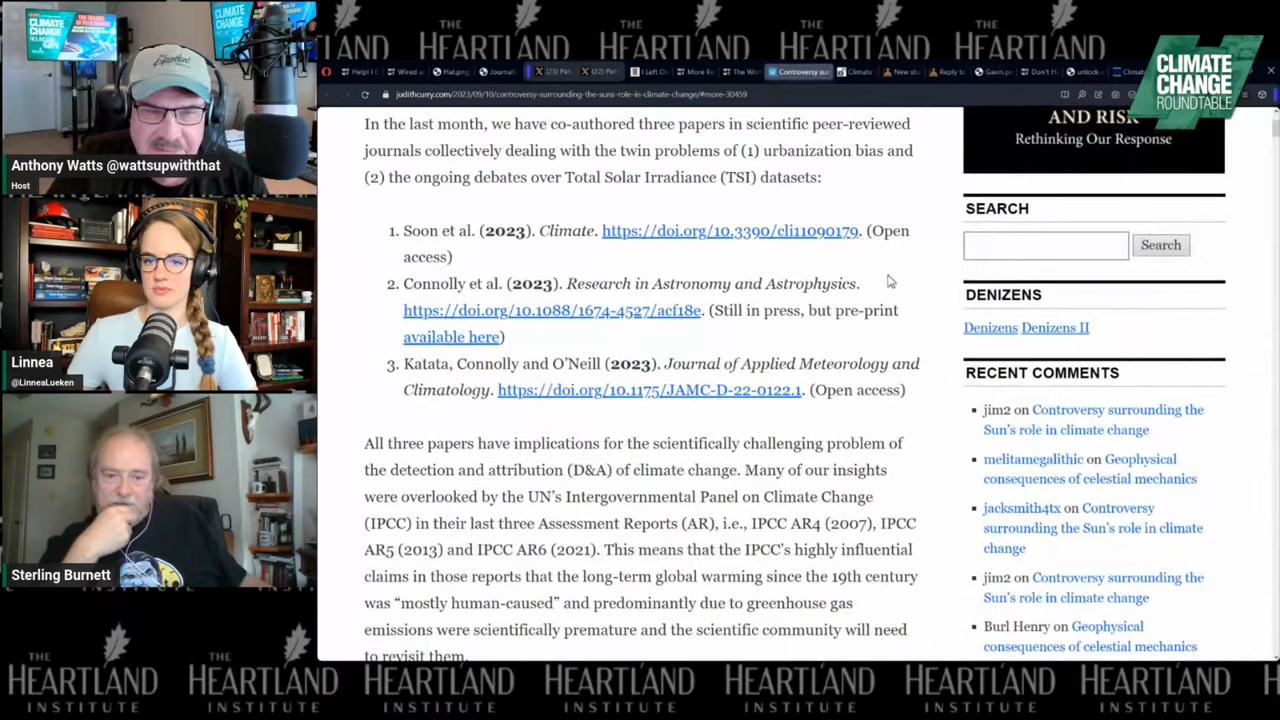 THE HEARTLAND INSTITUTE
CLIMATE
CHANGE
ROUNDTABLE
Anthony Watts @wattsupwiththat
Host
Linnea
@LinneaLueken
Sterling Burnett
judithcurry.com/2023/09/10/controversy-surrounding-the-suns-role-in-climate-change/#more-30459
In the last month, we have co-authored three papers in scientific peer-reviewed
journals collectively dealing with the twin problems of (1) urbanization bias and
(2) the ongoing debates over Total Solar Irradiance (TSI) datasets:
1. Soon et al. (2023). Climate. https://doi.org/10.3390/cli11090179. (Open
access)
2. Connolly et al. (2023). Research in Astronomy and Astrophysics.
https://doi.org/10.1088/1674-4527/acf18e. (Still in press, but pre-print
available here)
3. Katata, Connolly and O’Neill (2023). Journal of Applied Meteorology and
Climatology. https://doi.org/10.1175/JAMC-D-22-0122.1. (Open access)
All three papers have implications for the scientifically challenging problem of
the detection and attribution (D&A) of climate change. Many of our insights
were overlooked by the UN’s Intergovernmental Panel on Climate Change
(IPCC) in their last three Assessment Reports (AR), i.e., IPCC AR4 (2007), IPCC
AR5 (2013) and IPCC AR6 (2021). This means that the IPCC’s highly influential
claims in those reports that the long-term global warming since the 19th century
was “mostly human-caused” and predominantly due to greenhouse gas
emissions were scientifically premature and the scientific community will need
to revisit them.
AND RISK
Rethinking Our Response
SEARCH
Search
DENIZENS
Denizens Denizens II
RECENT COMMENTS
jim2 on Controversy surrounding the
Sun’s role in climate change
melitamegalithic on Geophysical
consequences of celestial mechanics
jacksmith4tx on Controversy
surrounding the Sun’s role in climate
change
jim2 on Controversy surrounding the
Sun’s role in climate change
Burl Henry on Geophysical
consequences of celestial mechanics
THE HEARTLAND INSTITUTE